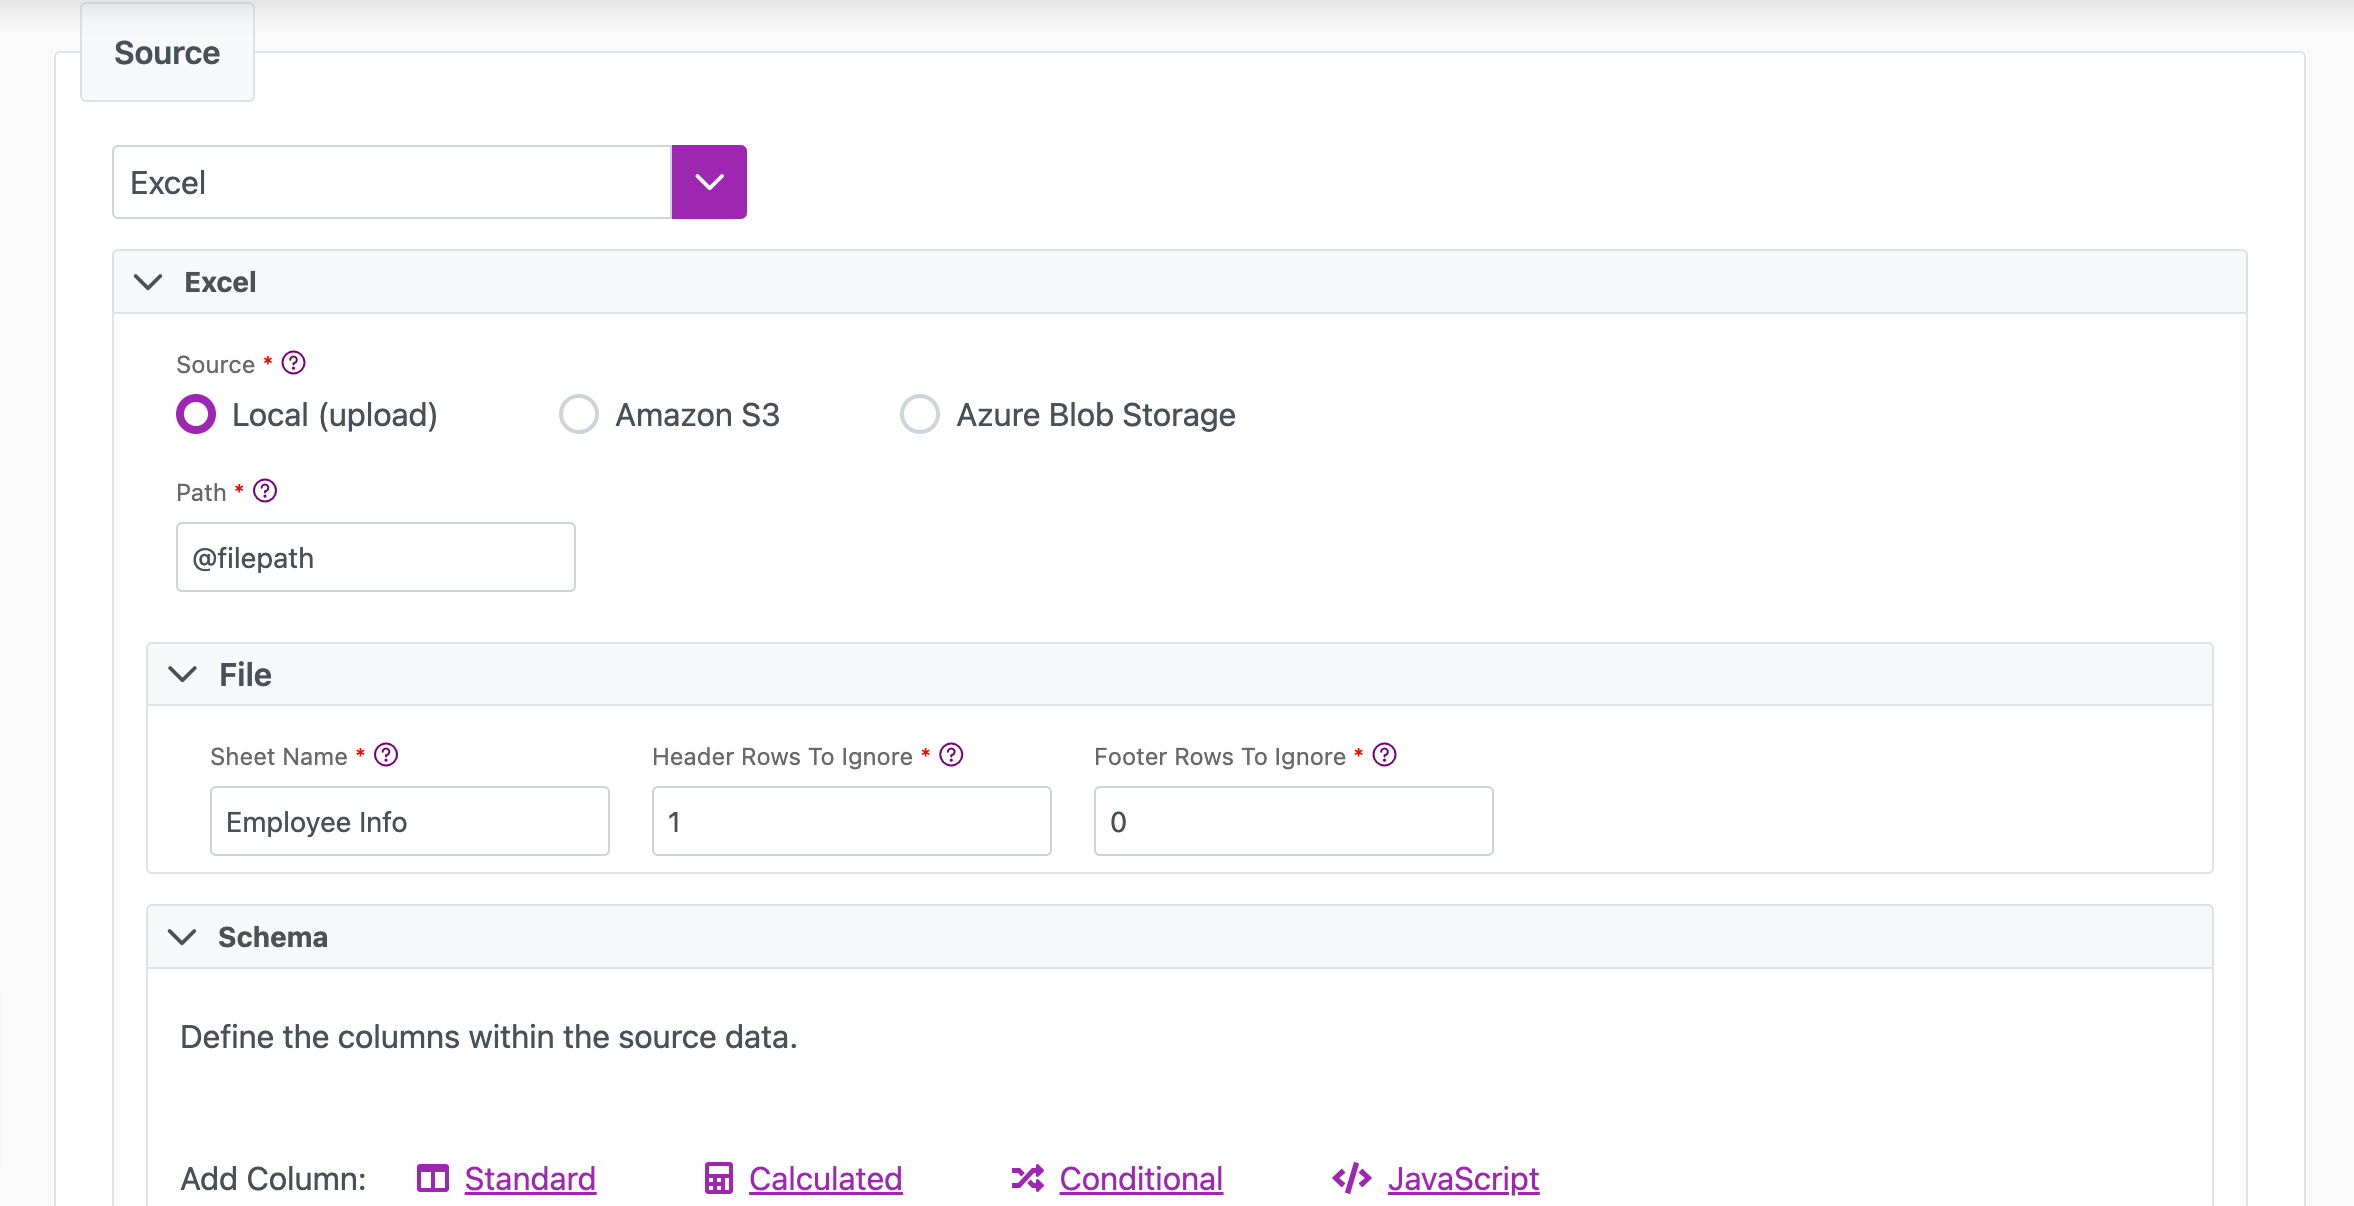 Source
Excel
Excel
Source *
Local (upload) Amazon S3 Azure Blob Storage
Path *
@filepath
File
Sheet Name * Header Rows To Ignore * Footer Rows To Ignore *
Employee Info 1 0
Schema
Define the columns within the source data.
Add Column: Standard Calculated Conditional JavaScript